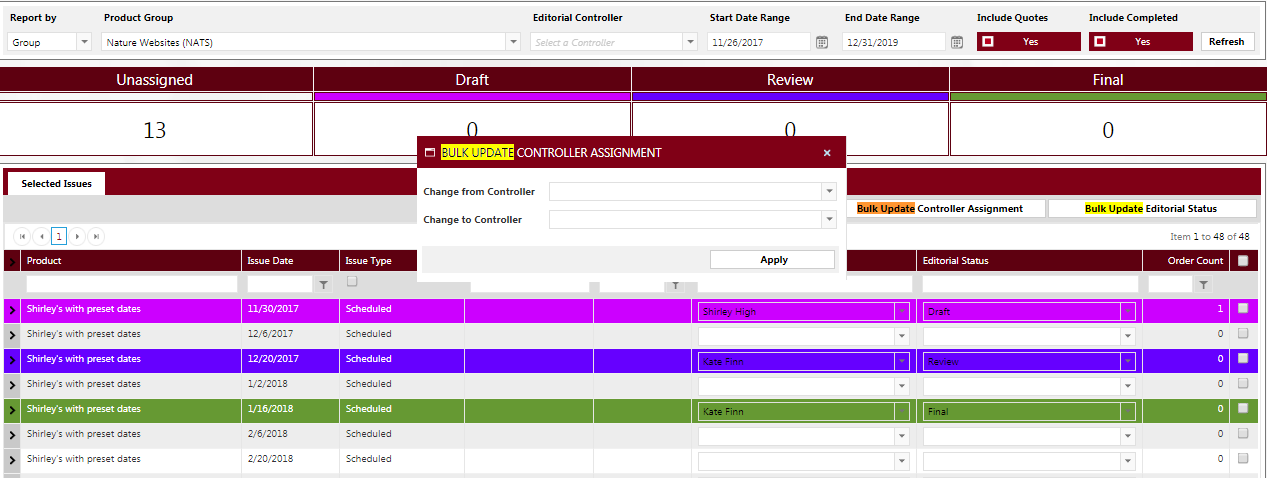 Report by Product Group Editorial Controller Start Date Range End Date Range Include Quotes Include Completed
Group Nature Websites (NATS) Select a Controller 11/26/2017 12/31/2019 Yes Yes Refresh
Unassigned Draft Review Final
13 0 0 0
BULK UPDATE CONTROLLER ASSIGNMENT ×
Selected Issues
Change from Controller
Change to Controller
Bulk Update Controller Assignment Bulk Update Editorial Status
1 Item 1 to 48 of 48
Apply
Product Issue Date Issue Type Editorial Status Order Count
Shirley's with preset dates 11/30/2017 Scheduled Shirley High Draft 1
Shirley's with preset dates 12/6/2017 Scheduled 0
Shirley's with preset dates 12/20/2017 Scheduled Kate Finn Review 0
Shirley's with preset dates 1/2/2018 Scheduled 0
Shirley's with preset dates 1/16/2018 Scheduled Kate Finn Final 0
Shirley's with preset dates 2/6/2018 Scheduled 0
Shirley's with preset dates 2/20/2018 Scheduled 0